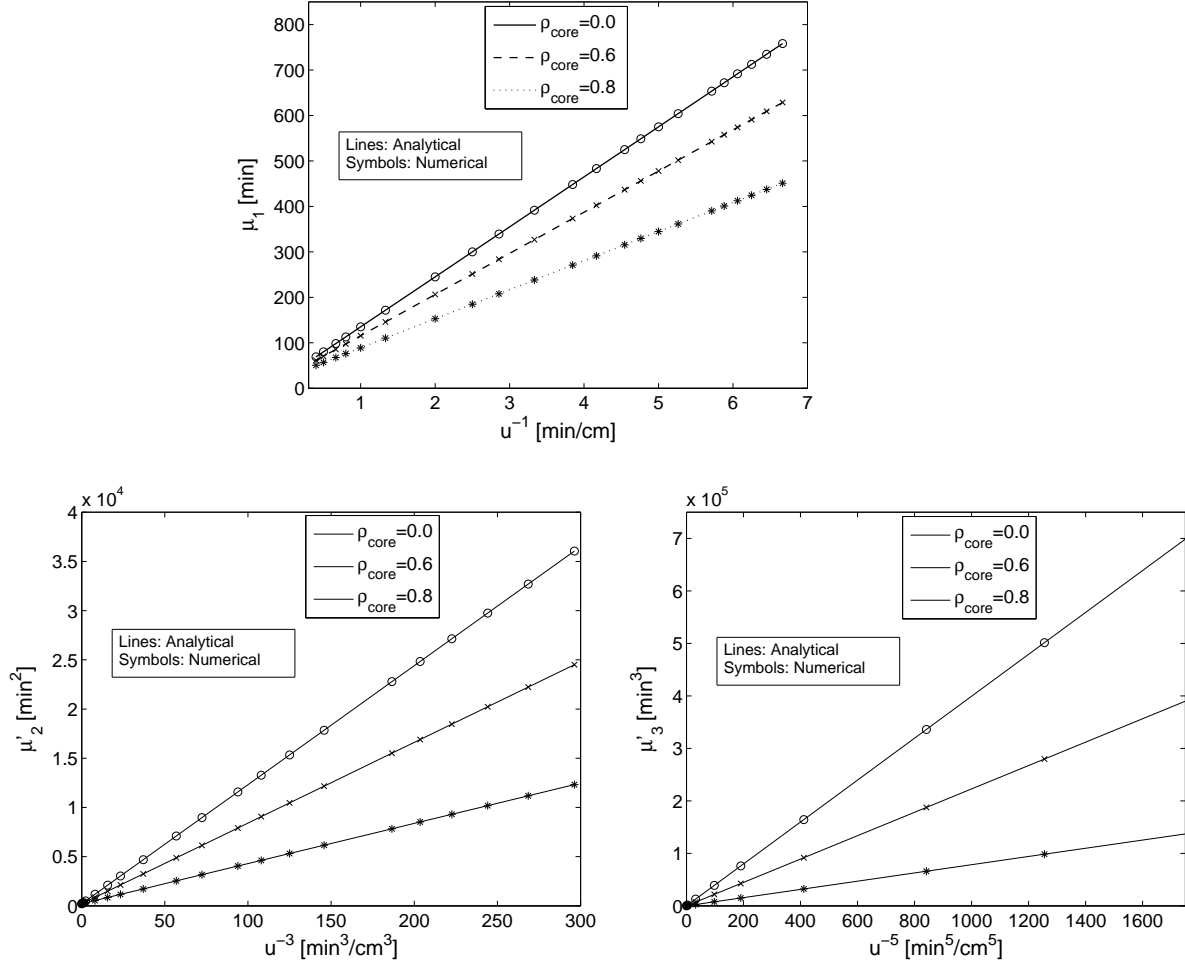 800
700
600
500
400
300
200
100
0
μ₁ [min]
ρcore=0.0
ρcore=0.6
ρcore=0.8
Lines: Analytical
Symbols: Numerical
1 2 3 4 5 6 7
u⁻¹ [min/cm]
x 10⁴
4
3.5
3
2.5
2
1.5
1
0.5
0
μ'₂ [min²]
ρcore=0.0
ρcore=0.6
ρcore=0.8
Lines: Analytical
Symbols: Numerical
0 50 100 150 200 250 300
u⁻³ [min³/cm³]
x 10⁵
7
6
5
4
3
2
1
0
μ'₃ [min³]
ρcore=0.0
ρcore=0.6
ρcore=0.8
Lines: Analytical
Symbols: Numerical
0 200 400 600 800 1000 1200 1400 1600
u⁻⁵ [min⁵/cm⁵]